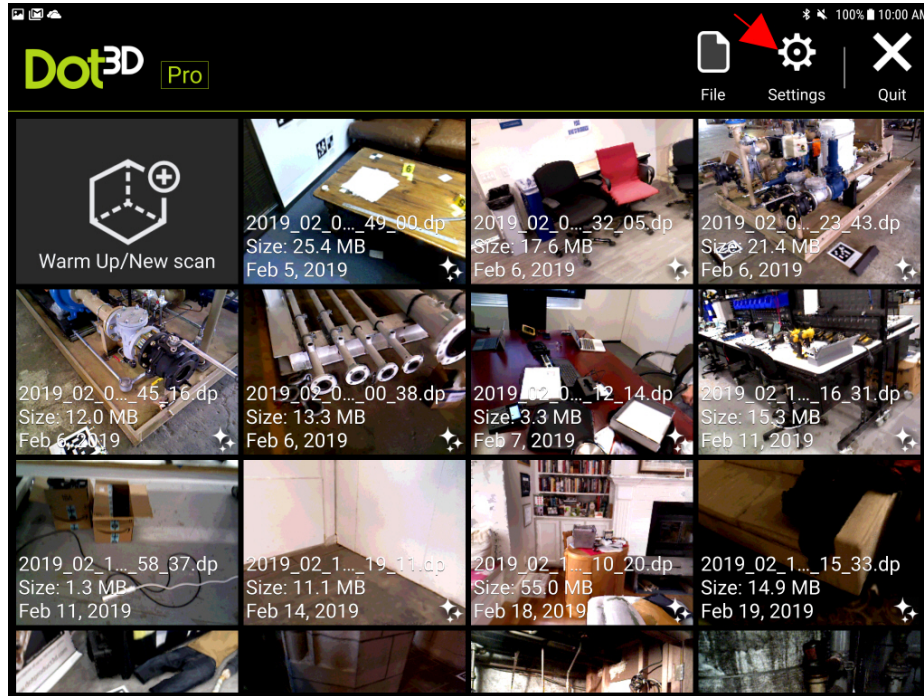 100% 10:00 AM
Dot3D Pro
File
Settings
Quit
Warm Up/New scan
2019_02_0..._49_00.dp
Size: 25.4 MB
Feb 5, 2019
2019_02_0..._32_05.dp
Size: 17.6 MB
Feb 6, 2019
2019_02_0..._23_43.dp
Size: 21.4 MB
Feb 6, 2019
2019_02_0..._45_16.dp
Size: 12.0 MB
Feb 6, 2019
2019_02_0..._00_38.dp
Size: 13.3 MB
Feb 6, 2019
2019_02_0..._12_14.dp
Size: 3.3 MB
Feb 7, 2019
2019_02_1..._16_31.dp
Size: 15.3 MB
Feb 11, 2019
2019_02_1..._58_37.dp
Size: 1.3 MB
Feb 11, 2019
2019_02_1..._19_11.dp
Size: 11.1 MB
Feb 14, 2019
2019_02_1..._10_20.dp
Size: 55.0 MB
Feb 18, 2019
2019_02_1..._15_33.dp
Size: 14.9 MB
Feb 19, 2019